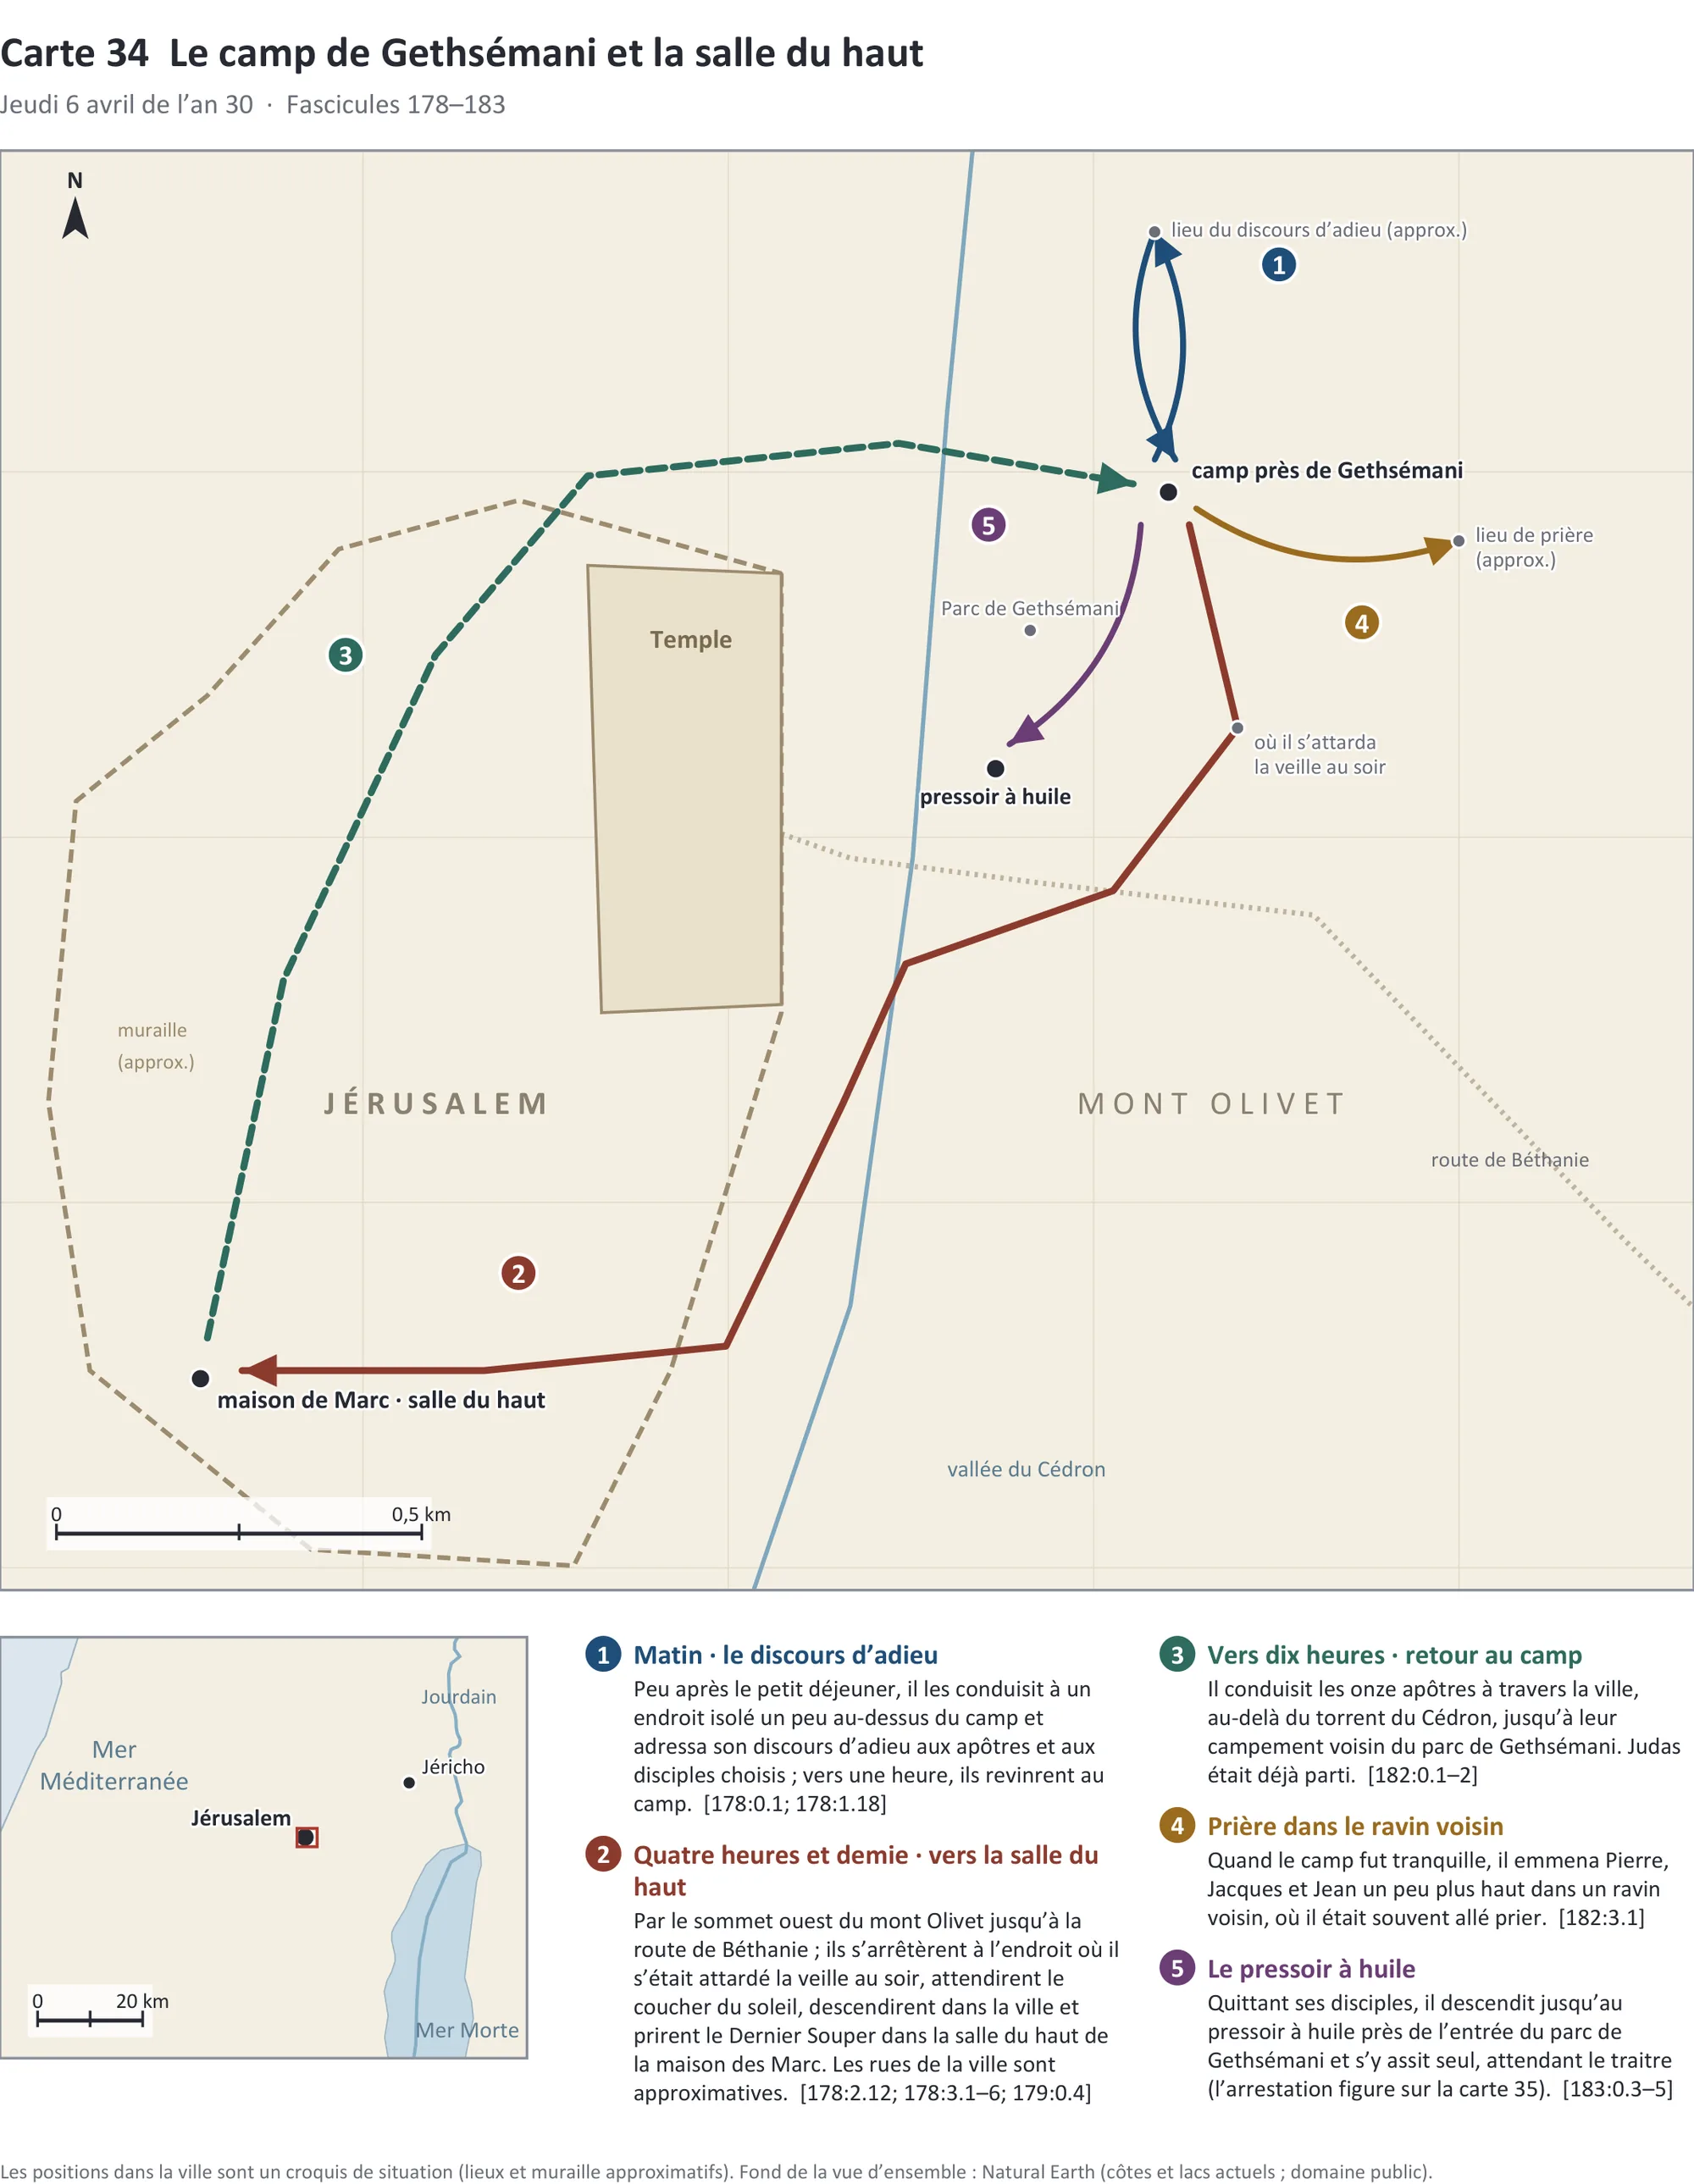 Carte 34  Le camp de Gethsémani et la salle du haut
Jeudi 6 avril de l’an 30 · Fascicules 178–183
N
lieu du discours d’adieu (approx.)
1
camp près de Gethsémani
5
lieu de prière
(approx.)
Parc de Gethsémani
4
Temple
3
où il s’attarda
la veille au soir
pressoir à huile
muraille
(approx.)
JÉRUSALEM
MONT OLIVET
route de Béthanie
2
maison de Marc · salle du haut
vallée du Cédron
0
0,5 km
Jourdain
Mer
Méditerranée
Jéricho
Jérusalem
0
20 km
Mer Morte
1 Matin · le discours d’adieu
Peu après le petit déjeuner, il les conduisit à un
endroit isolé un peu au-dessus du camp et
adressa son discours d’adieu aux apôtres et aux
disciples choisis ; vers une heure, ils revinrent au
camp.  [178:0.1; 178:1.18]
2 Quatre heures et demie · vers la salle du
haut
Par le sommet ouest du mont Olivet jusqu’à la
route de Béthanie ; ils s’arrêtèrent à l’endroit où il
s’était attardé la veille au soir, attendirent le
coucher du soleil, descendirent dans la ville et
prirent le Dernier Souper dans la salle du haut de
la maison des Marc. Les rues de la ville sont
approximatives.  [178:2.12; 178:3.1–6; 179:0.4]
3 Vers dix heures · retour au camp
Il conduisit les onze apôtres à travers la ville,
au-delà du torrent du Cédron, jusqu’à leur
campement voisin du parc de Gethsémani. Judas
était déjà parti.  [182:0.1–2]
4 Prière dans le ravin voisin
Quand le camp fut tranquille, il emmena Pierre,
Jacques et Jean un peu plus haut dans un ravin
voisin, où il était souvent allé prier.  [182:3.1]
5 Le pressoir à huile
Quittant ses disciples, il descendit jusqu’au
pressoir à huile près de l’entrée du parc de
Gethsémani et s’y assit seul, attendant le traitre
(l’arrestation figure sur la carte 35).  [183:0.3–5]
Les positions dans la ville sont un croquis de situation (lieux et muraille approximatifs). Fond de la vue d’ensemble : Natural Earth (côtes et lacs actuels ; domaine public).